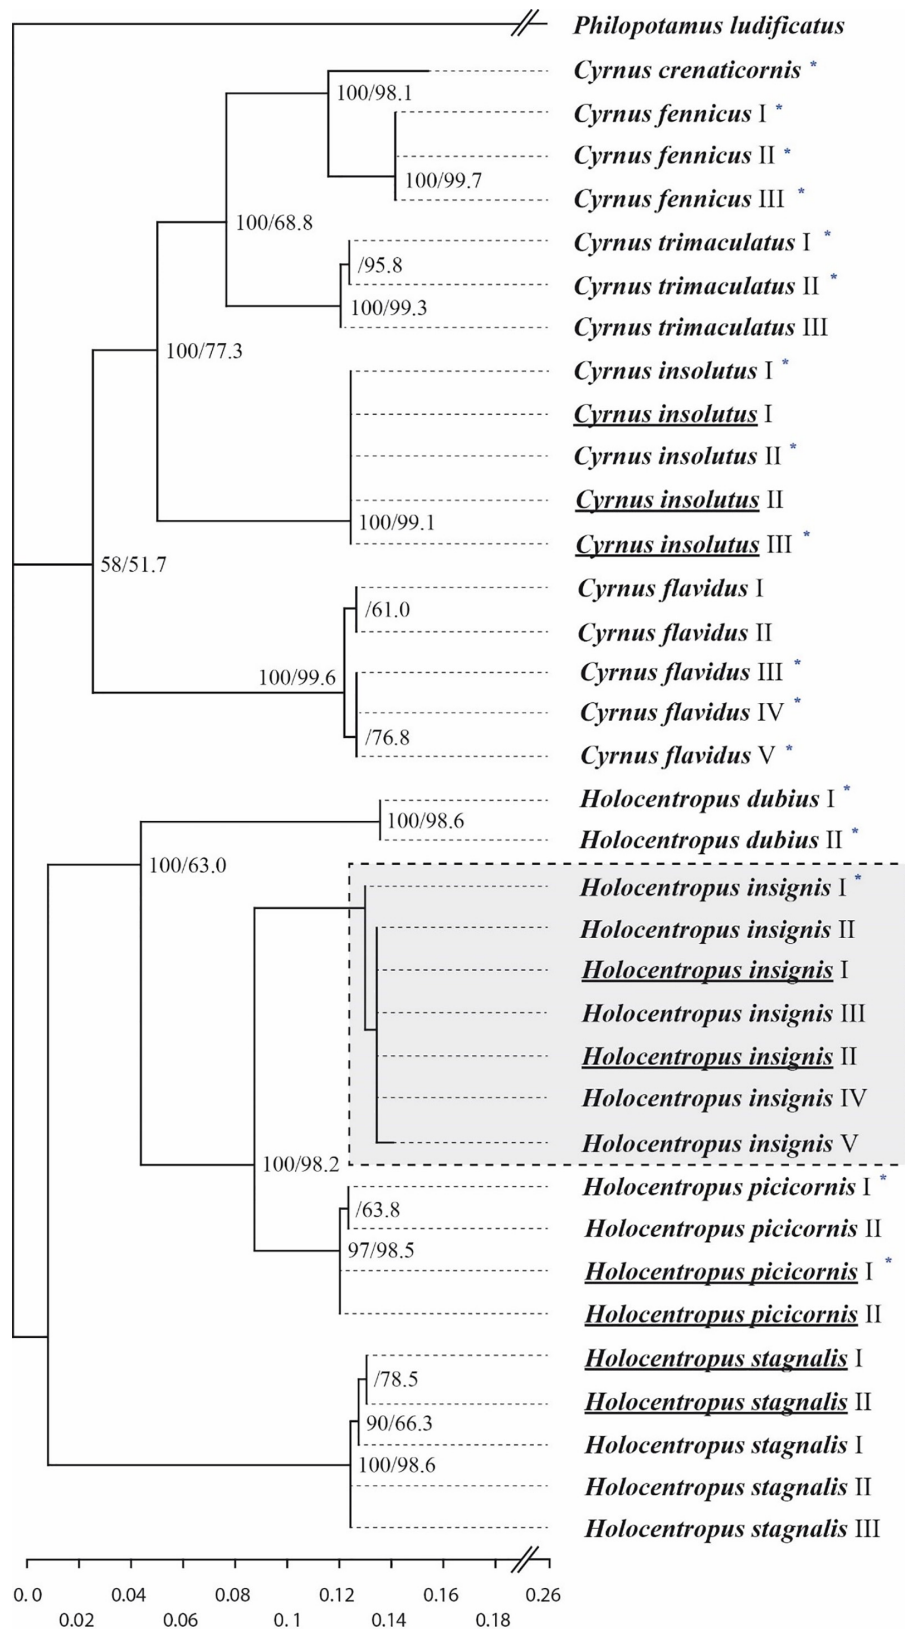 Philopotamus ludificatus
Cyrnus crenaticornis *
100/98.1
Cyrnus fennicus I *
Cyrnus fennicus II *
100/99.7
Cyrnus fennicus III *
100/68.8
Cyrnus trimaculatus I *
/95.8
Cyrnus trimaculatus II *
100/99.3
Cyrnus trimaculatus III
100/77.3
Cyrnus insolutus I *
Cyrnus insolutus I
Cyrnus insolutus II *
Cyrnus insolutus II
100/99.1
Cyrnus insolutus III *
58/51.7
Cyrnus flavidus I
/61.0
Cyrnus flavidus II
100/99.6
Cyrnus flavidus III *
Cyrnus flavidus IV *
/76.8
Cyrnus flavidus V *
Holocentropus dubius I *
100/98.6
Holocentropus dubius II *
100/63.0
Holocentropus insignis I *
Holocentropus insignis II
Holocentropus insignis I
Holocentropus insignis III
Holocentropus insignis II
Holocentropus insignis IV
Holocentropus insignis V
100/98.2
Holocentropus picicornis I *
/63.8
Holocentropus picicornis II
97/98.5
Holocentropus picicornis I *
Holocentropus picicornis II
Holocentropus stagnalis I
/78.5
Holocentropus stagnalis II
90/66.3
Holocentropus stagnalis I
100/98.6
Holocentropus stagnalis II
Holocentropus stagnalis III
0.0 0.04 0.08 0.12 0.16 0.26
0.02 0.06 0.1 0.14 0.18